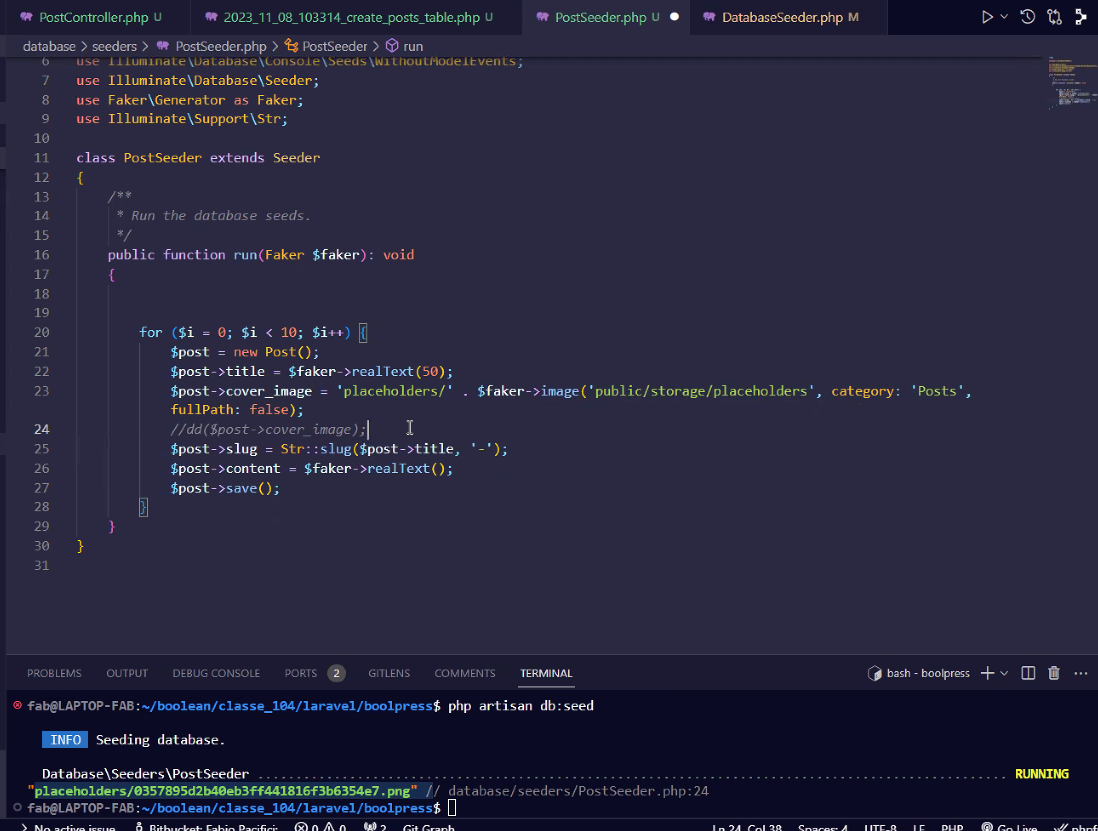 PostController.php U 2023_11_08_103314_create_posts_table.php U PostSeeder.php U DatabaseSeeder.php M
database > seeders > PostSeeder.php > PostSeeder > run
6 use Illuminate\Database\Console\Seeds\WithoutModelEvents;
7 use Illuminate\Database\Seeder;
8 use Faker\Generator as Faker;
9 use Illuminate\Support\Str;
10
11 class PostSeeder extends Seeder
12 {
13 /**
14 * Run the database seeds.
15 */
16 public function run(Faker $faker): void
17 {
18
19
20 for ($i = 0; $i < 10; $i++) {
21 $post = new Post();
22 $post->title = $faker->realText(50);
23 $post->cover_image = 'placeholders/' . $faker->image('public/storage/placeholders', category: 'Posts',
fullPath: false);
24 //dd($post->cover_image);
25 $post->slug = Str::slug($post->title, '-');
26 $post->content = $faker->realText();
27 $post->save();
28 }
29 }
30 }
31
PROBLEMS OUTPUT DEBUG CONSOLE PORTS 2 GITLENS COMMENTS TERMINAL bash - boolpress
fab@LAPTOP-FAB:~/boolean/classe_104/laravel/boolpress$ php artisan db:seed
INFO Seeding database.
Database\Seeders\PostSeeder ................................................................................ RUNNING
"placeholders/0357895d2b40eb3ff441816f3b6354e7.png" // database/seeders/PostSeeder.php:24
fab@LAPTOP-FAB:~/boolean/classe_104/laravel/boolpress$
No active issue Bitbucket: Fabio Pacifici: 0 0 2 Git Graph Ln 24, Col 38 Spaces: 4 UTF-8 LF PHP Go Live